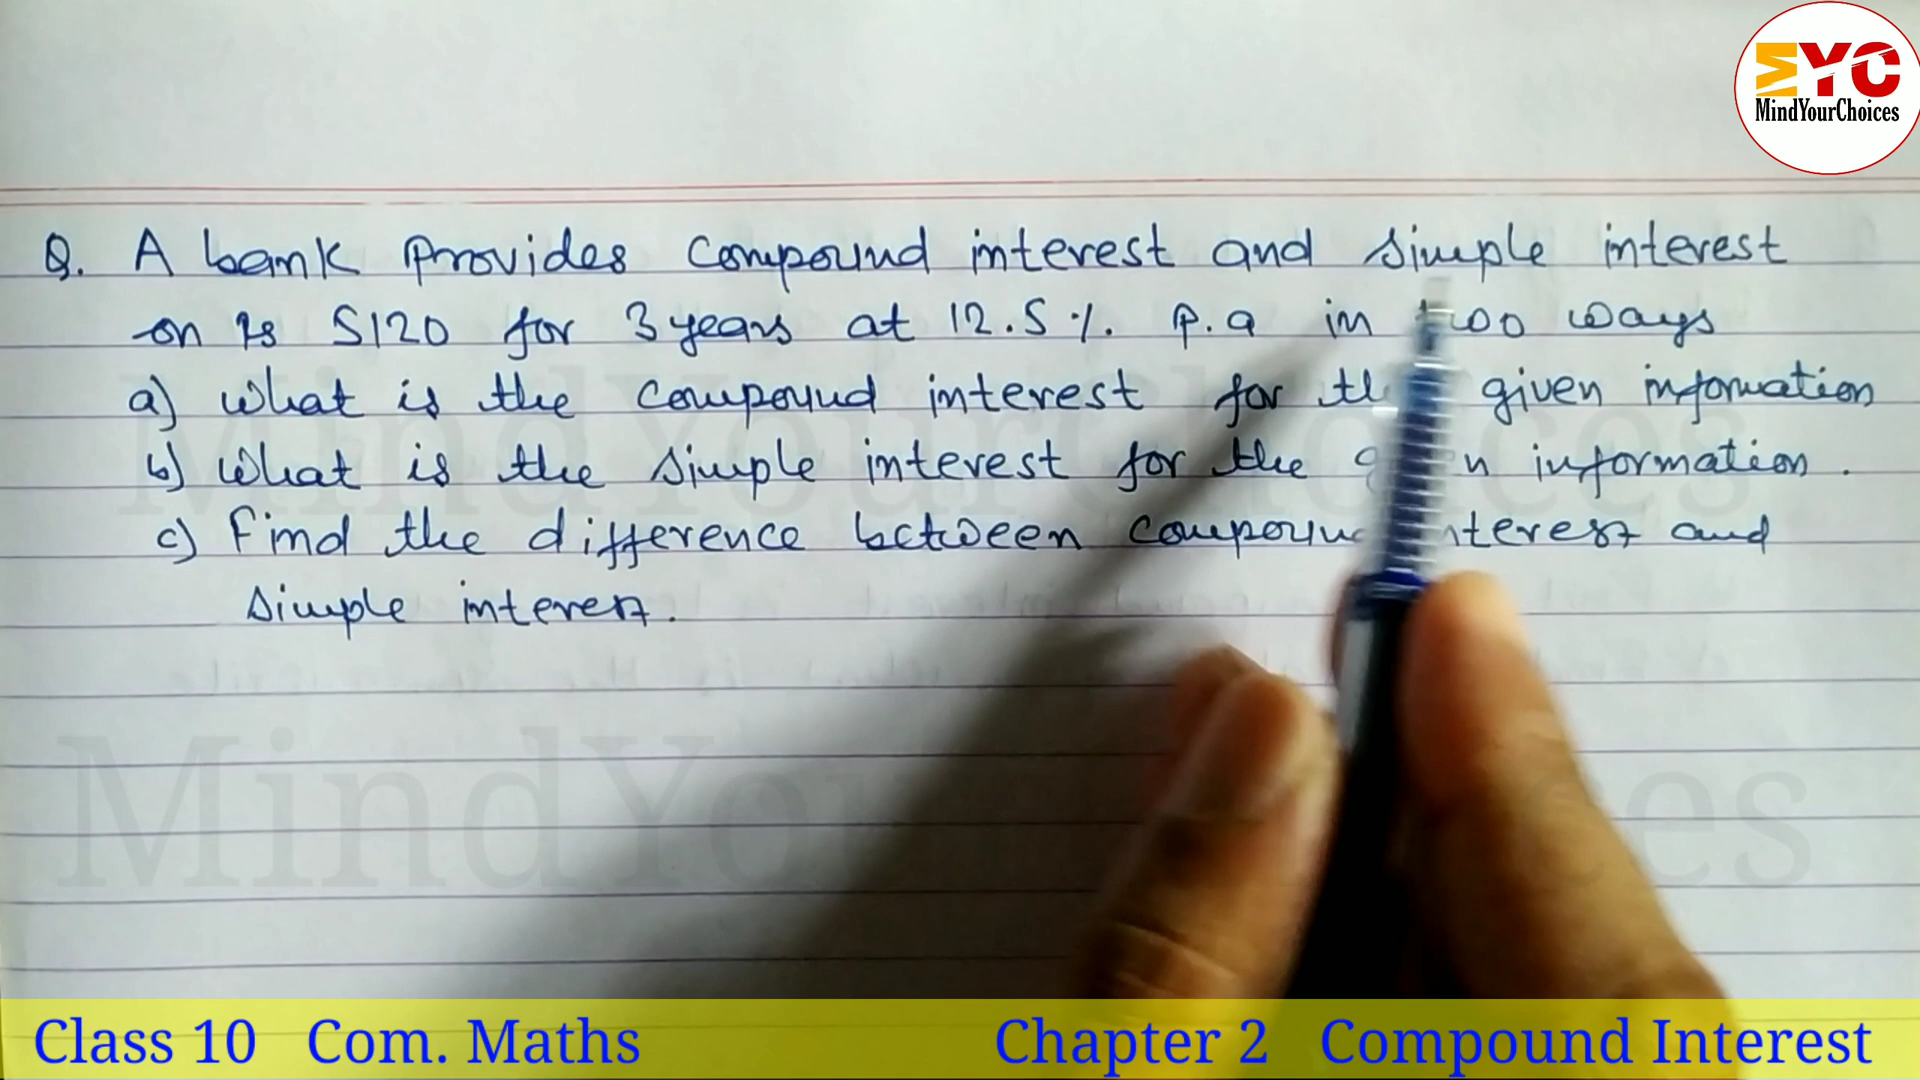 MYC
MindYourChoices
Q. A bank provides compound interest and simple interest
on Rs 5120 for 3 years at 12.5 %. P.a in two ways
a) What is the compound interest for the given information
b) What is the simple interest for the information.
c) Find the difference between compound interest and
simple interest.
MindYourChoices
MindYourChoices
Class 10 Com. Maths Chapter 2 Compound Interest